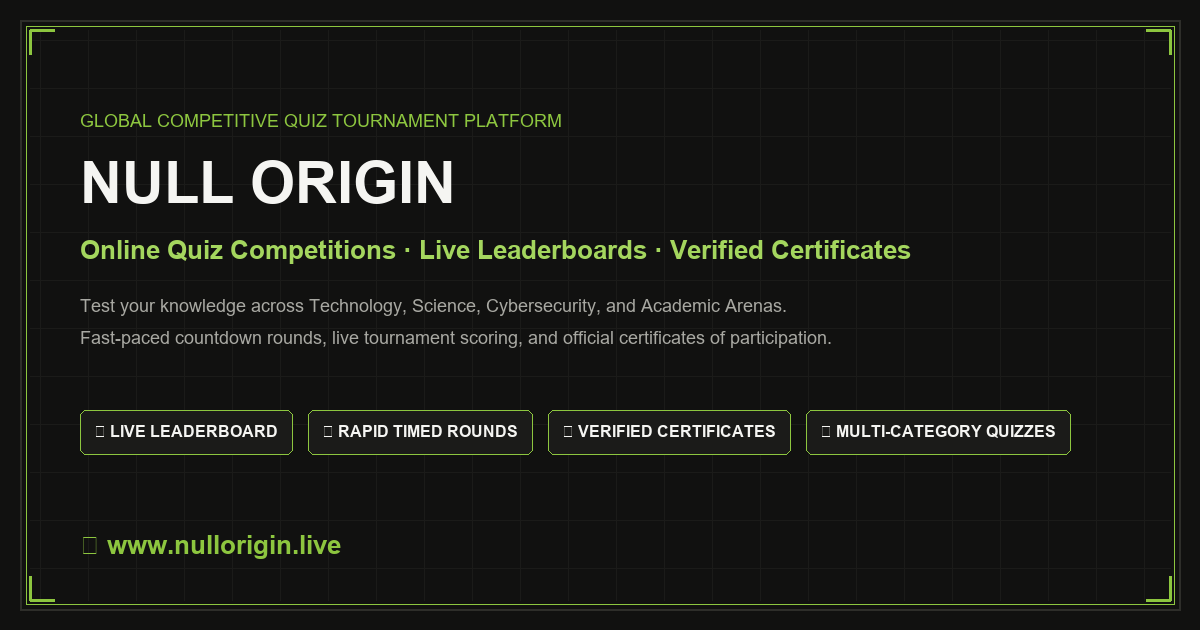 GLOBAL COMPETITIVE QUIZ TOURNAMENT PLATFORM
NULL ORIGIN
Online Quiz Competitions · Live Leaderboards · Verified Certificates
Test your knowledge across Technology, Science, Cybersecurity, and Academic Arenas.
Fast-paced countdown rounds, live tournament scoring, and official certificates of participation.
LIVE LEADERBOARD
RAPID TIMED ROUNDS
VERIFIED CERTIFICATES
MULTI-CATEGORY QUIZZES
www.nullorigin.live